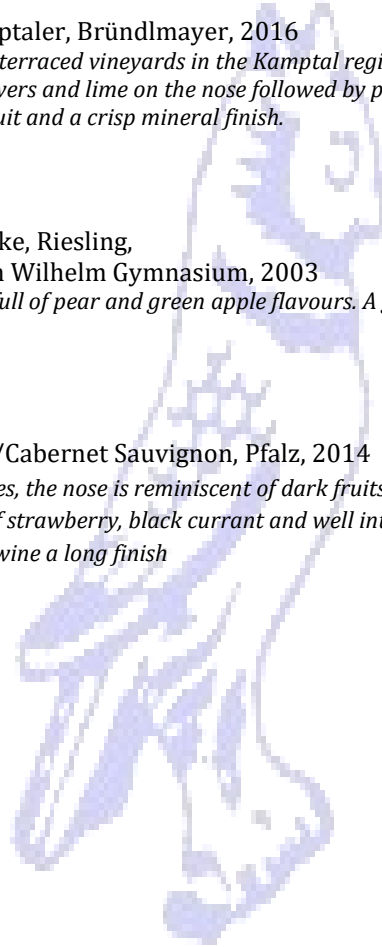 ptaler, Bründlmayer, 2016
terraced vineyards in the Kamptal regi
vers and lime on the nose followed by p
uit and a crisp mineral finish.
ke, Riesling,
n Wilhelm Gymnasium, 2003
full of pear and green apple flavours. A
/Cabernet Sauvignon, Pfalz, 2014
es, the nose is reminiscent of dark fruits
f strawberry, black currant and well int
wine a long finish